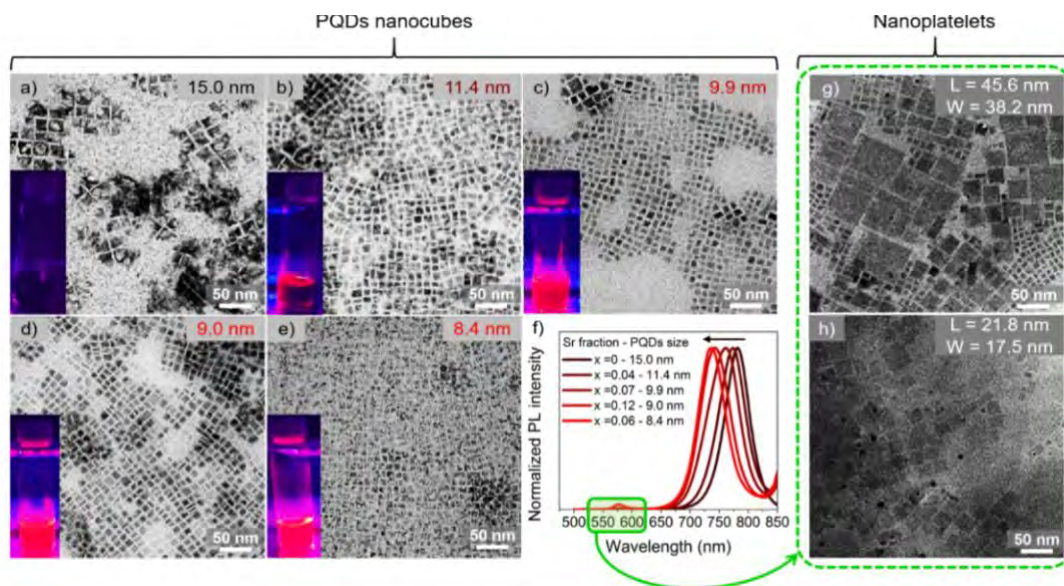 PQDs nanocubes
Nanoplatelets
a) 15.0 nm
50 nm
b) 11.4 nm
50 nm
c) 9.9 nm
50 nm
g) L = 45.6 nm
W = 38.2 nm
50 nm
d) 9.0 nm
50 nm
e) 8.4 nm
50 nm
f)
Sr fraction - PQDs size
x =0 - 15.0 nm
x =0.04 - 11.4 nm
x =0.07 - 9.9 nm
x =0.12 - 9.0 nm
x =0.06 - 8.4 nm
Normalized PL intensity
500 550 600 650 700 750 800 850
Wavelength (nm)
h) L = 21.8 nm
W = 17.5 nm
50 nm